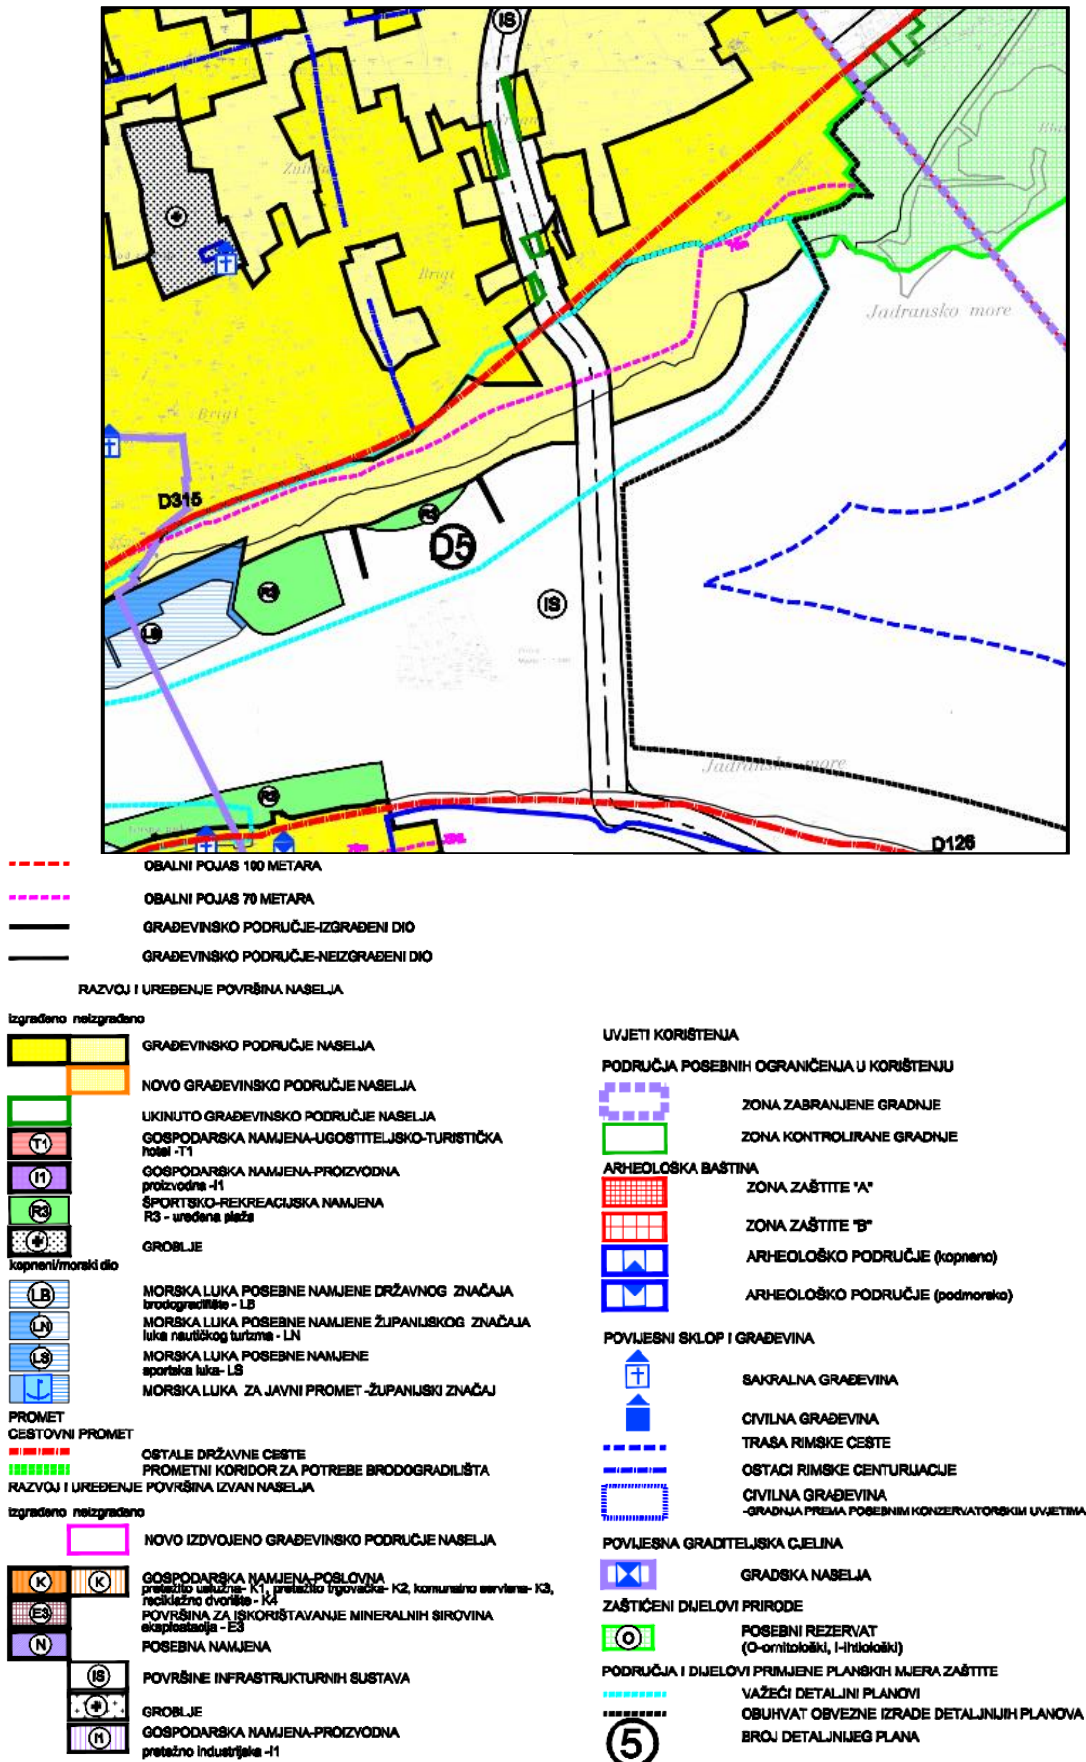 IS
Brigi
Jadransko more
Brigi
D315
R3
D5
R3
IS
LS
Jadransko more
R3
D126
OBALNI POJAS 100 METARA
OBALNI POJAS 70 METARA
GRAĐEVINSKO PODRUČJE-IZGRAĐENI DIO
GRAĐEVINSKO PODRUČJE-NEIZGRAĐENI DIO
RAZVOJ I UREĐENJE POVRŠINA NASELJA
izgrađeno neizgrađeno
GRAĐEVINSKO PODRUČJE NASELJA
NOVO GRAĐEVINSKO PODRUČJE NASELJA
UKINUTO GRAĐEVINSKO PODRUČJE NASELJA
T1 GOSPODARSKA NAMJENA-UGOSTITELJSKO-TURISTIČKA
hotel -T1
I1 GOSPODARSKA NAMJENA-PROIZVODNA
proizvodna -I1
R3 ŠPORTSKO-REKREACIJSKA NAMJENA
R3 - uređena plaža
GROBLJE
kopneni/morski dio
LB MORSKA LUKA POSEBNE NAMJENE DRŽAVNOG ZNAČAJA
brodogradilište - LB
LN MORSKA LUKA POSEBNE NAMJENE ŽUPANIJSKOG ZNAČAJA
luka nautičkog turizma - LN
LS MORSKA LUKA POSEBNE NAMJENE
sportska luka- LS
MORSKA LUKA ZA JAVNI PROMET -ŽUPANIJSKI ZNAČAJ
PROMET
CESTOVNI PROMET
OSTALE DRŽAVNE CESTE
PROMETNI KORIDOR ZA POTREBE BRODOGRADILIŠTA
RAZVOJ I UREĐENJE POVRŠINA IZVAN NASELJA
izgrađeno neizgrađeno
NOVO IZDVOJENO GRAĐEVINSKO PODRUČJE NASELJA
K K GOSPODARSKA NAMJENA-POSLOVNA
pretežito uslužna- K1, pretežito trgovačka- K2, komunalno servisna- K3,
reciklažno dvorište - K4
E3 POVRŠINA ZA ISKORIŠTAVANJE MINERALNIH SIROVINA
eksploatacija - E3
N POSEBNA NAMJENA
IS POVRŠINE INFRASTRUKTURNIH SUSTAVA
GROBLJE
I1 GOSPODARSKA NAMJENA-PROIZVODNA
pretežno industrijska -I1
UVJETI KORIŠTENJA
PODRUČJA POSEBNIH OGRANIČENJA U KORIŠTENJU
ZONA ZABRANJENE GRADNJE
ZONA KONTROLIRANE GRADNJE
ARHEOLOŠKA BAŠTINA
ZONA ZAŠTITE "A"
ZONA ZAŠTITE "B"
ARHEOLOŠKO PODRUČJE (kopneno)
ARHEOLOŠKO PODRUČJE (podmorsko)
POVIJESNI SKLOP I GRAĐEVINA
SAKRALNA GRAĐEVINA
CIVILNA GRAĐEVINA
TRASA RIMSKE CESTE
OSTACI RIMSKE CENTURIJACIJE
CIVILNA GRAĐEVINA
-GRADNJA PREMA POSEBNIM KONZERVATORSKIM UVJETIMA
POVIJESNA GRADITELJSKA CJELINA
GRADSKA NASELJA
ZAŠTIĆENI DIJELOVI PRIRODE
O POSEBNI REZERVAT
(O-ornitološki, I-ihtiološki)
PODRUČJA I DIJELOVI PRIMJENE PLANSKIH MJERA ZAŠTITE
VAŽEĆI DETALJNI PLANOVI
OBUHVAT OBVEZNE IZRADE DETALJNIJIH PLANOVA
5 BROJ DETALJNIJEG PLANA